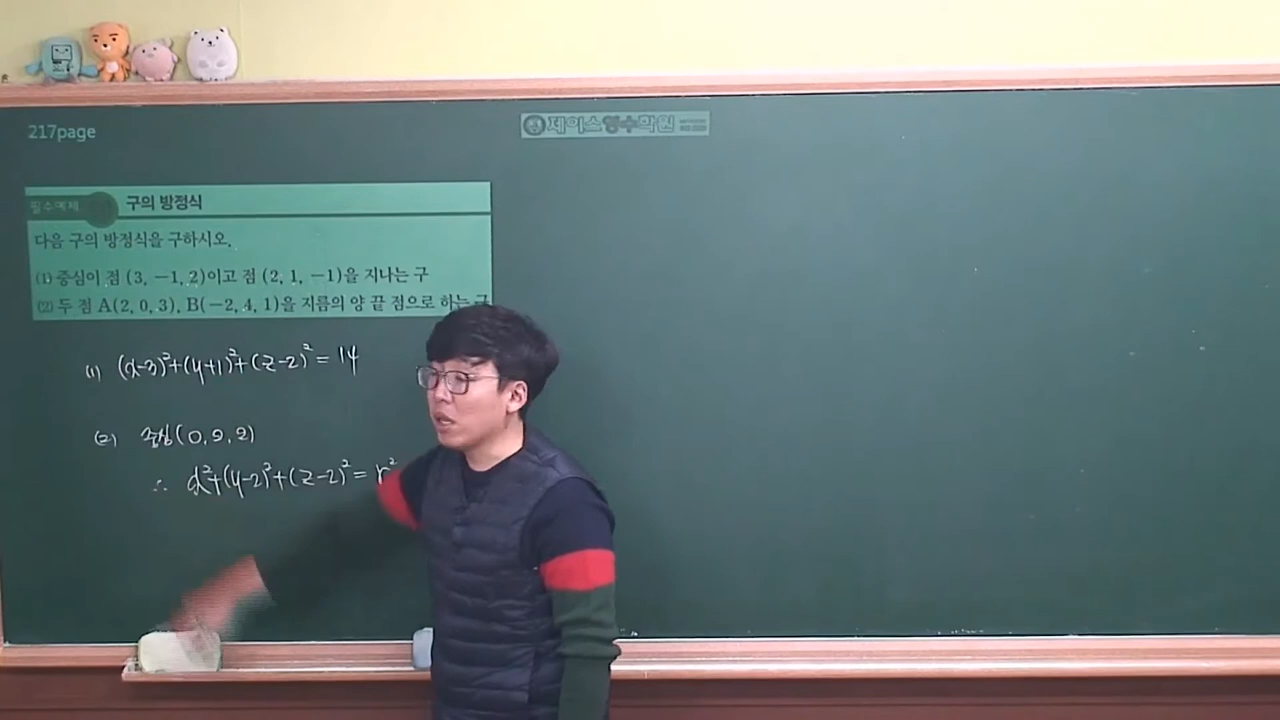 217page
제이스영수학원
필수예제 구의 방정식
다음 구의 방정식을 구하시오.
(1) 중심이 점 (3, −1, 2)이고 점 (2, 1, −1)을 지나는 구
(2) 두 점 A(2, 0, 3), B(−2, 4, 1)을 지름의 양 끝 점으로 하는 구
(1) (x-3)²+(y+1)²+(z-2)² = 14
(2) 중심(0, 2, 2)
∴ x²+(y-2)²+(z-2)² = r²